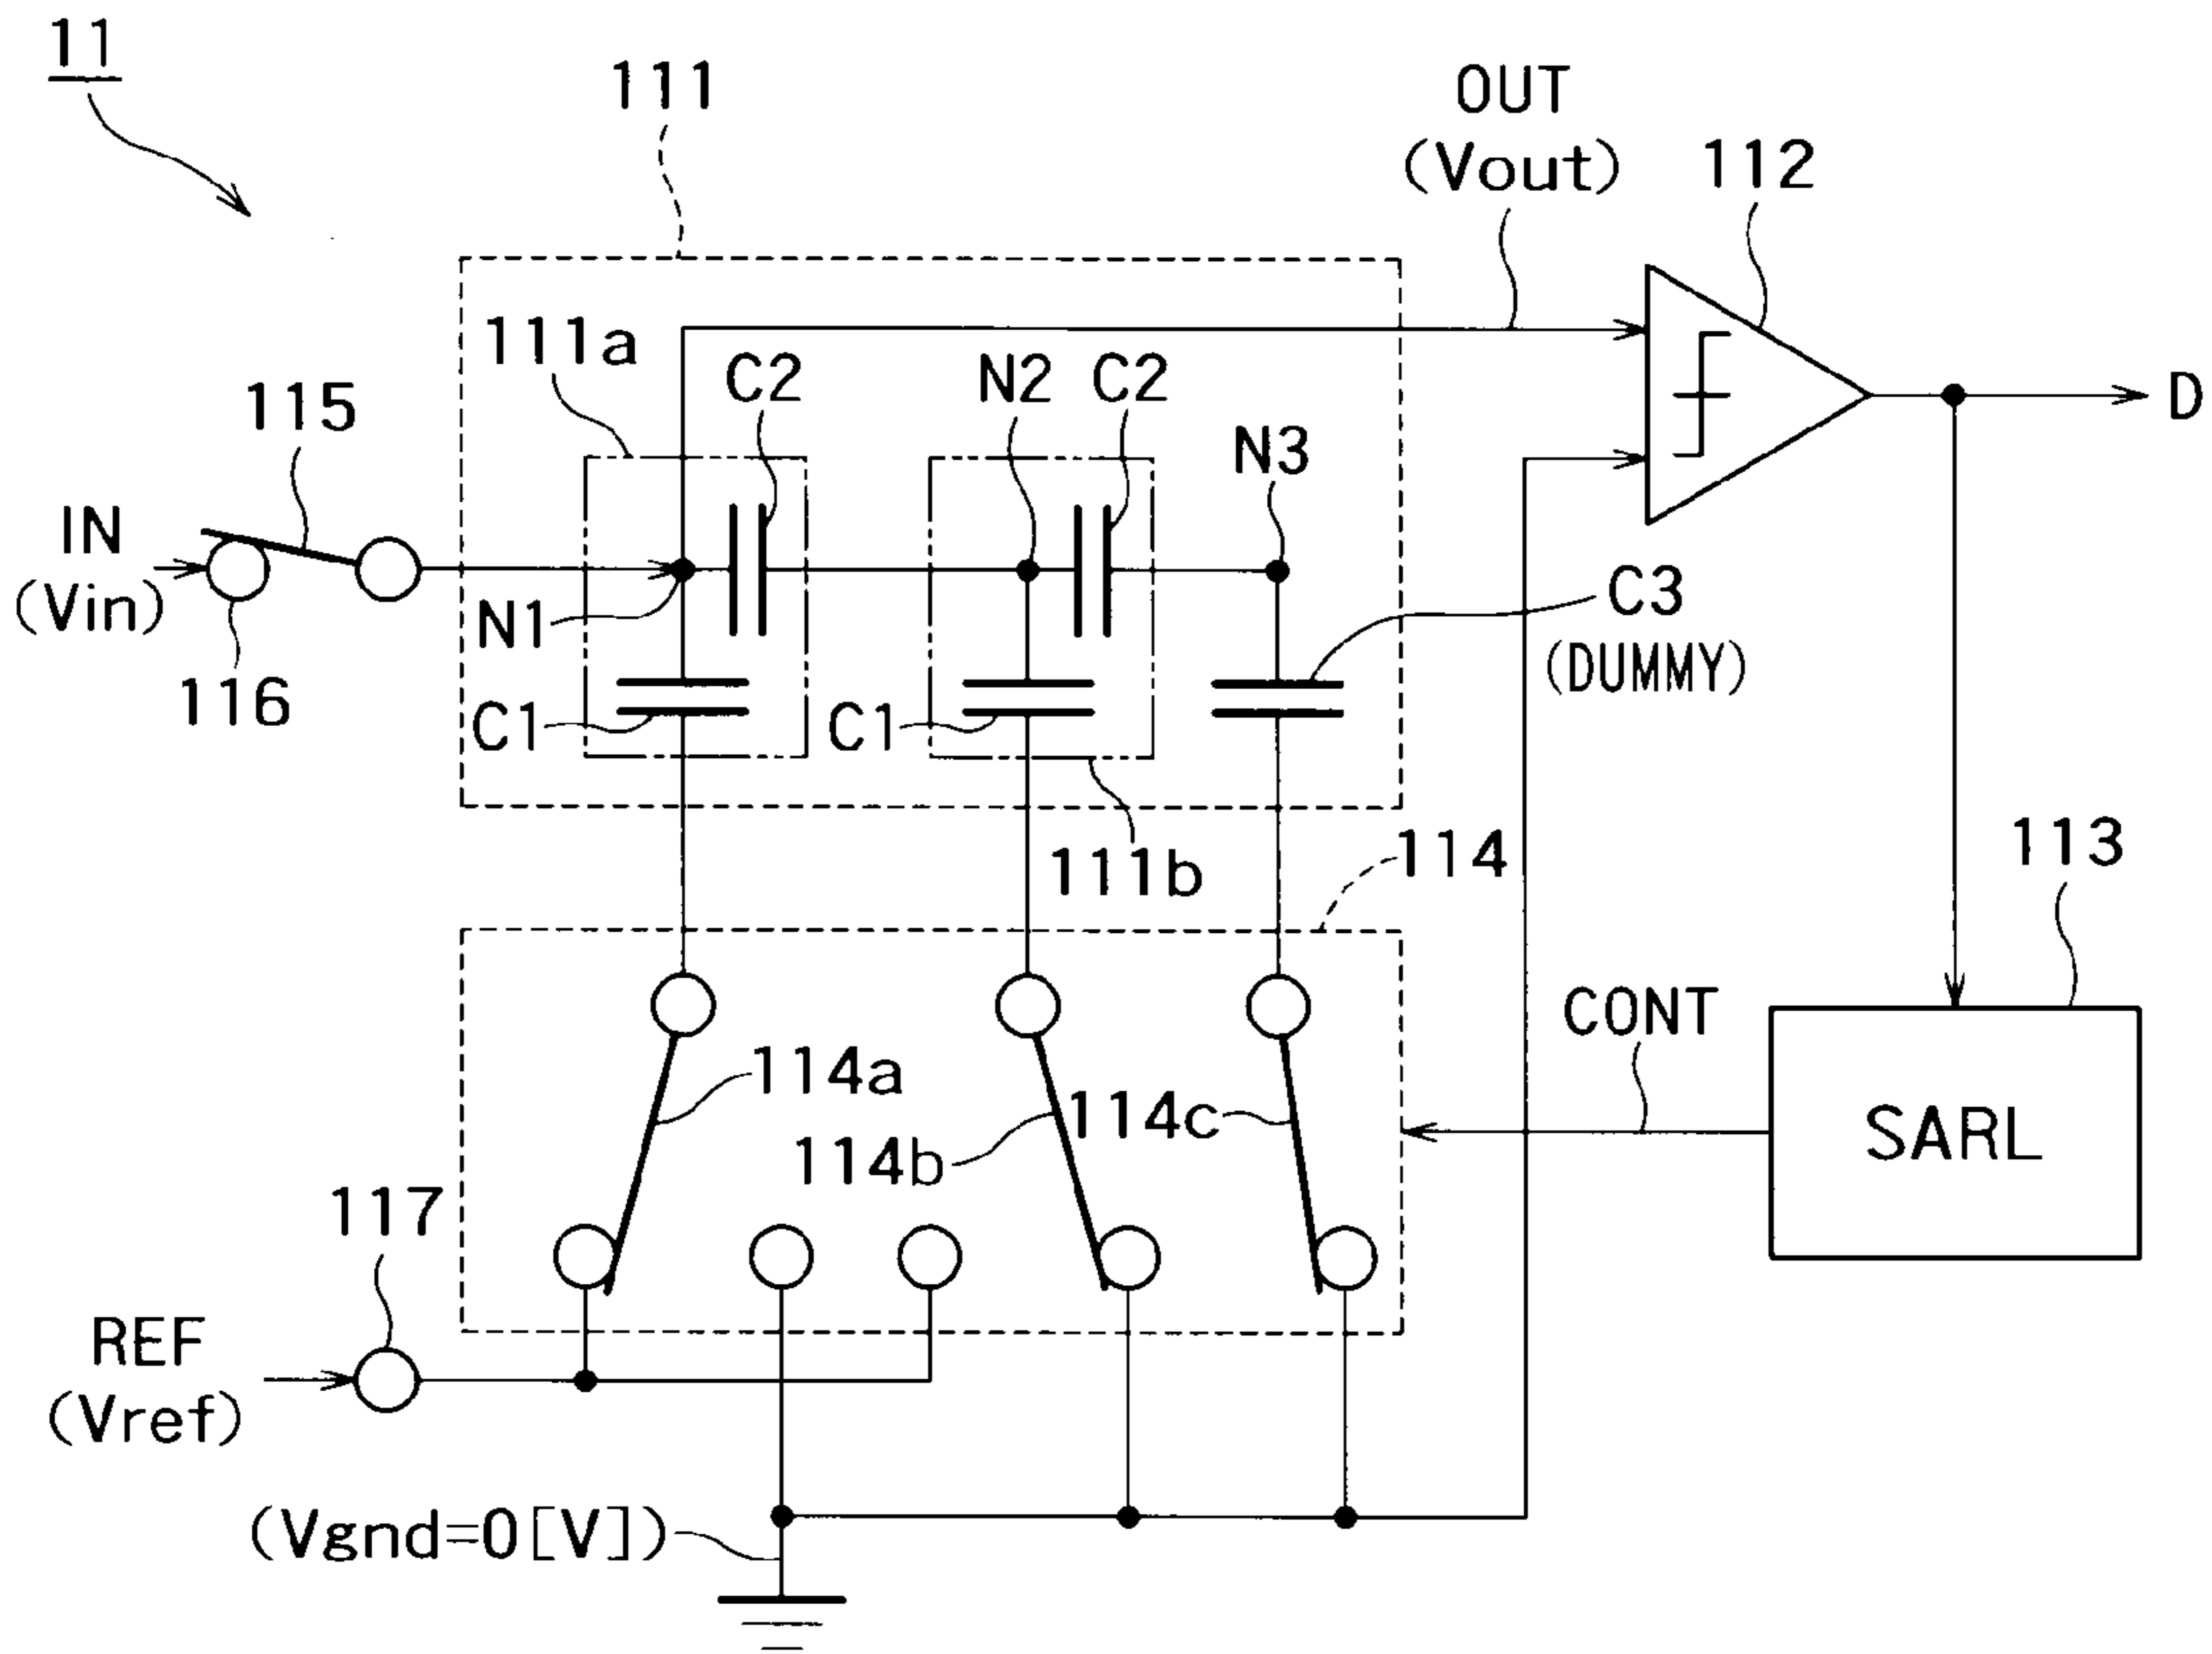 11
111
OUT
(Vout)
112
111a
C2
N2
C2
115
N3
D
IN
(Vin)
N1
C3
(DUMMY)
116
C1
C1
111b
114
113
114a
CONT
114c
114b
SARL
117
REF
(Vref)
(Vgnd=0[V])